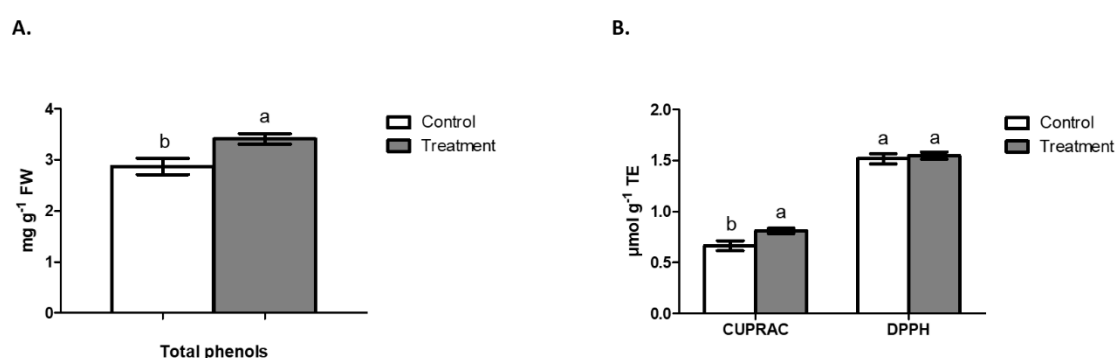 A.
4
3
2
1
0
mg g⁻¹ FW
b
a
Control
Treatment
Total phenols
B.
2.0
1.5
1.0
0.5
0.0
µmol g⁻¹ TE
b
a
a
a
Control
Treatment
CUPRAC DPPH